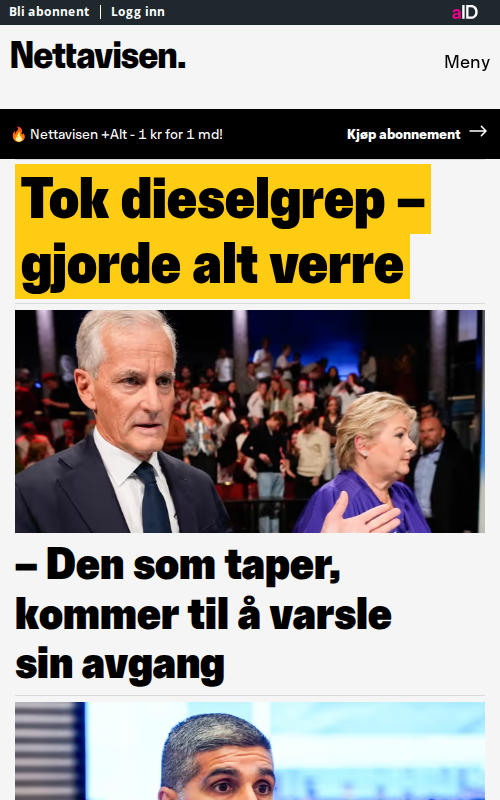 Bli abonnent
Logg inn
aID
Nettavisen.
Meny
🔥 Nettavisen +Alt - 1 kr for 1 md!
Kjøp abonnement →
Tok dieselgrep –
gjorde alt verre
– Den som taper,
kommer til å varsle
sin avgang